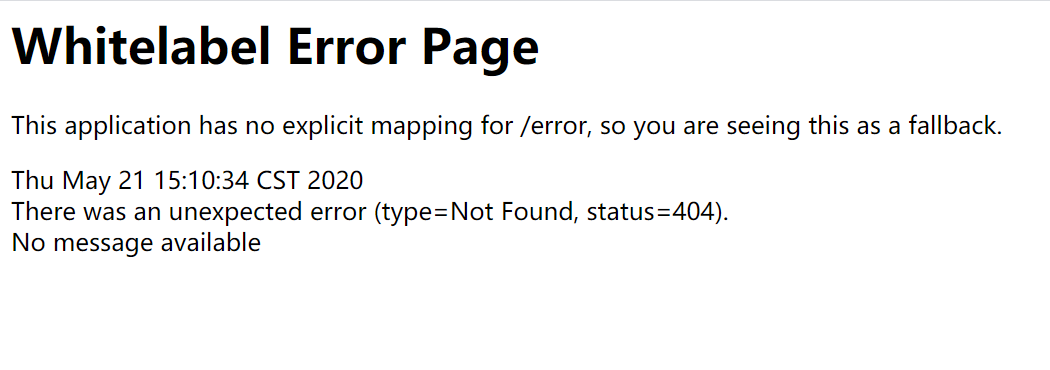 Whitelabel Error Page
This application has no explicit mapping for /error, so you are seeing this as a fallback.
Thu May 21 15:10:34 CST 2020
There was an unexpected error (type=Not Found, status=404).
No message available